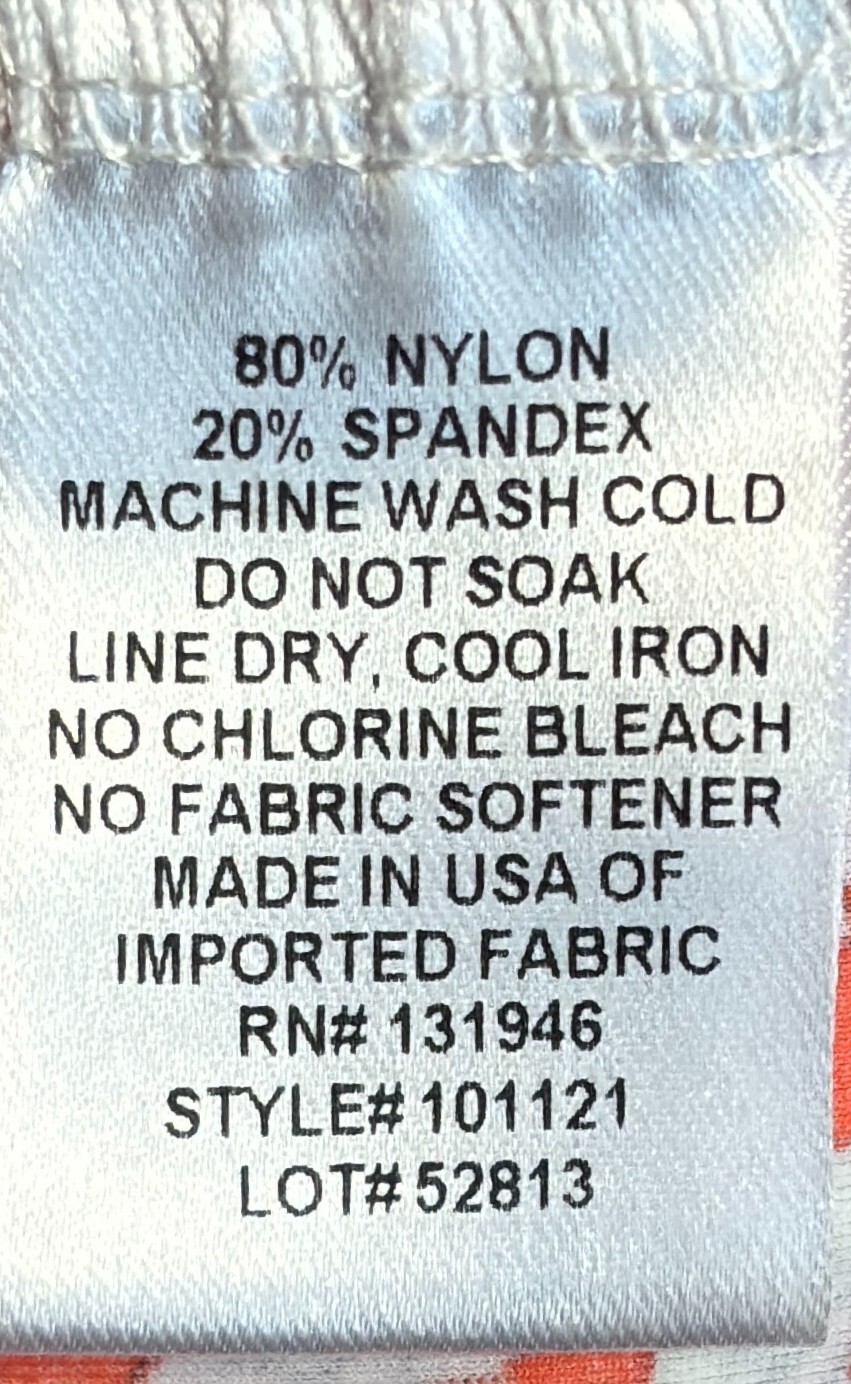 80% NYLON
20% SPANDEX
MACHINE WASH COLD
DO NOT SOAK
LINE DRY, COOL IRON
NO CHLORINE BLEACH
NO FABRIC SOFTENER
MADE IN USA OF
IMPORTED FABRIC
RN# 131946
STYLE# 101121
LOT# 52813